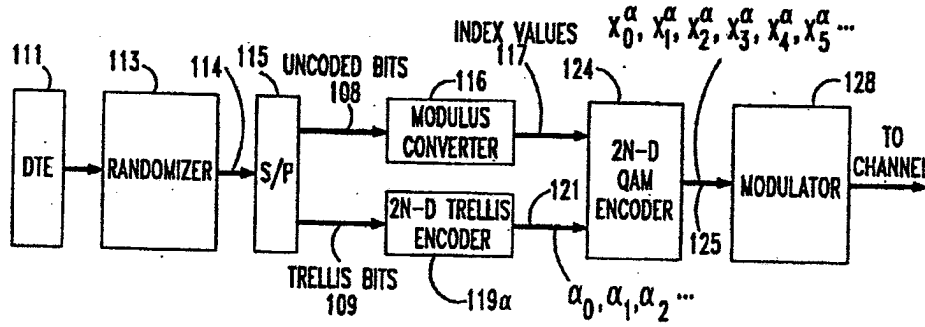 X₀^α, X₁^α, X₂^α, X₃^α, X₄^α, X₅^α ...
INDEX VALUES
117
111
113
114
115
UNCODED BITS
108
116
124
128
DTE
RANDOMIZER
S/P
MODULUS
CONVERTER
2N-D
QAM
ENCODER
MODULATOR
TO
CHANNEL
2N-D TRELLIS
ENCODER
121
125
TRELLIS BITS
109
119α
α₀, α₁, α₂ ...